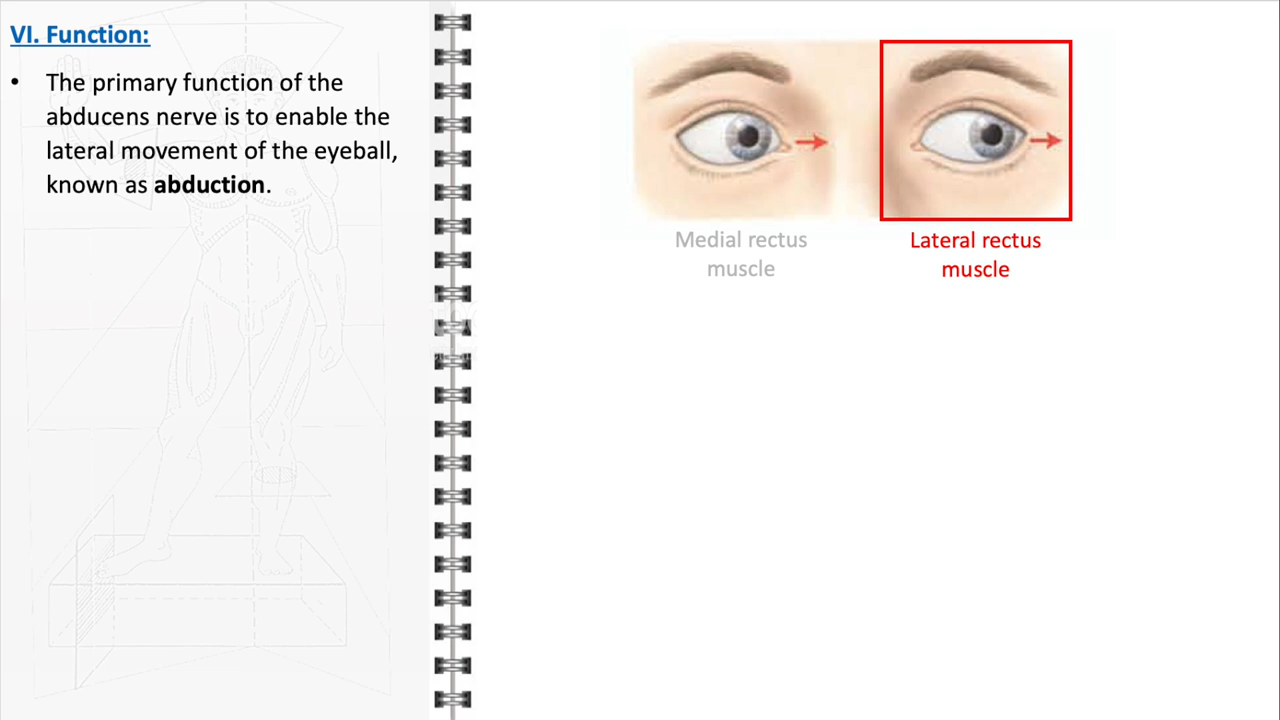 VI. Function:
• The primary function of the
abducens nerve is to enable the
lateral movement of the eyeball,
known as abduction.
Medial rectus
muscle
Lateral rectus
muscle